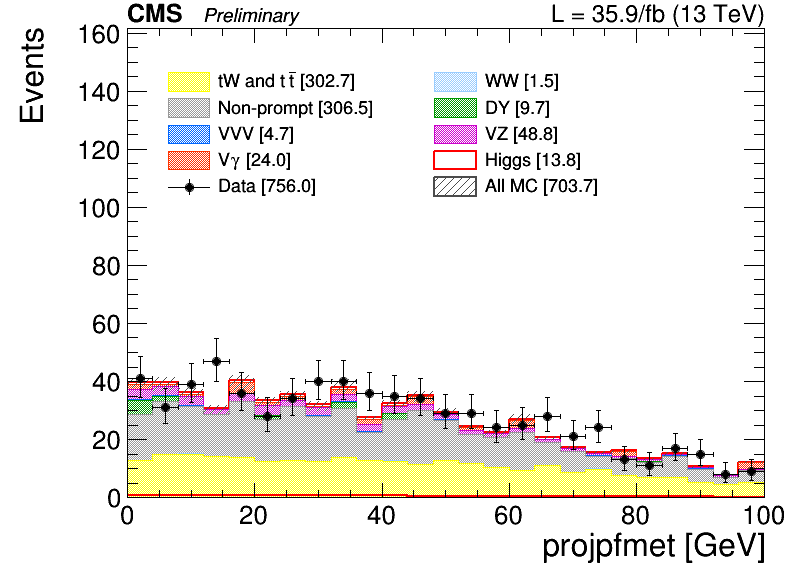 CMS Preliminary L = 35.9/fb (13 TeV)
Events
160
140
120
100
80
60
40
20
0
tW and t t̅ [302.7] WW [1.5]
Non-prompt [306.5] DY [9.7]
VVV [4.7] VZ [48.8]
Vγ [24.0] Higgs [13.8]
Data [756.0] All MC [703.7]
0 20 40 60 80 100
projpfmet [GeV]